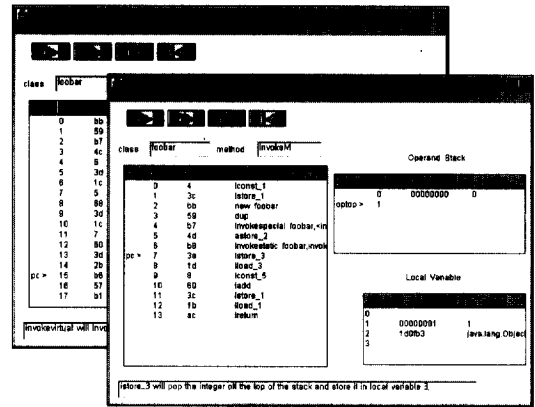 class foobar
0 bb
1 59
2 b7
3 4c
4 6
5 3d
6 1c
7 5
8 68
9 3d
10 1c
11 7
12 60
13 3d
14 2b
pc > 15 b6
16 57
17 b1
invokevirtual will invo
class foobar method invokeM
0 4 iconst_1
1 3c istore_1
2 bb new foobar
3 59 dup
4 b7 invokespecial foobar,<in
5 4d astore_2
6 b8 invokestatic foobar,invok
pc > 7 3e istore_3
8 1d iload_3
9 8 iconst_5
10 60 iadd
11 3c istore_1
12 1b iload_1
13 ac ireturn
Operand Stack
0 00000000 0
optop > 1
Local Variable
0
1 00000001 1
2 1d0fb3 java.lang.Object
3
istore_3 will pop the integer off the top of the stack and store it in local variable 3.